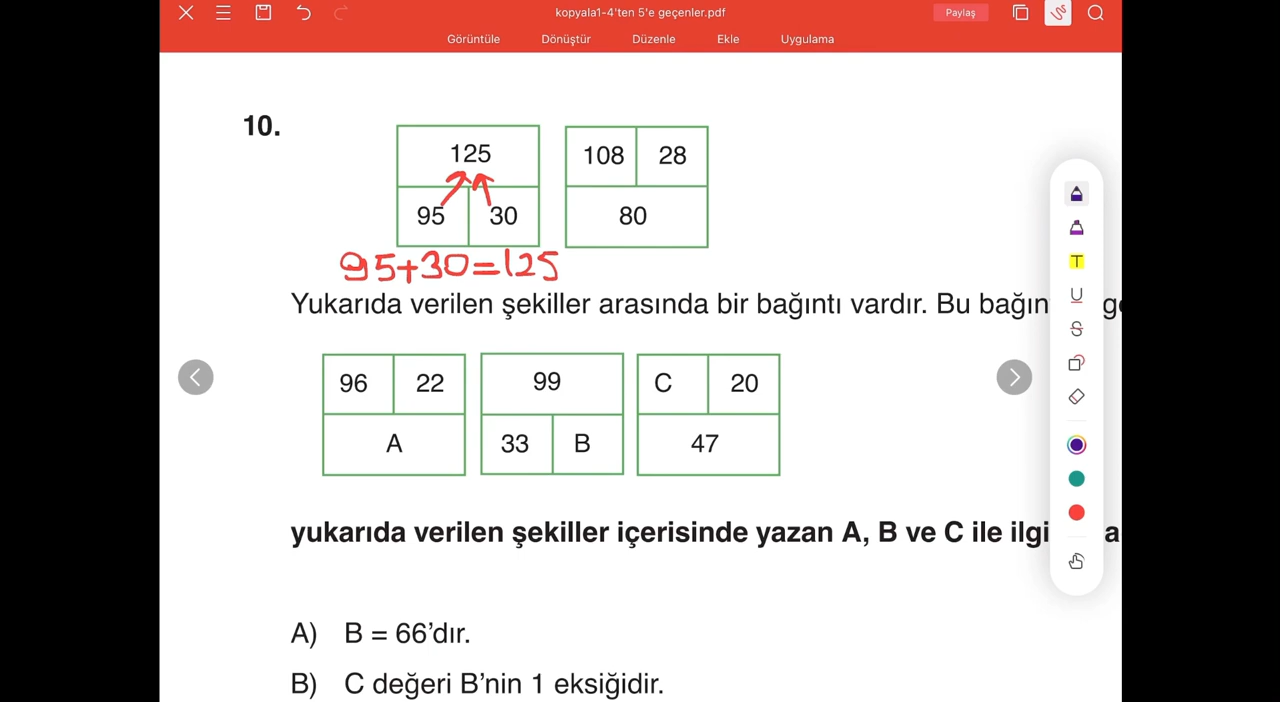 kopyala1-4'ten 5'e geçenler.pdf
Paylaş
Görüntüle Dönüştür Düzenle Ekle Uygulama
10.
125
95 30
108 28
80
95+30=125
Yukarıda verilen şekiller arasında bir bağıntı vardır. Bu bağın
96 22
A
99
33 B
C 20
47
yukarıda verilen şekiller içerisinde yazan A, B ve C ile ilgi
A) B = 66'dır.
B) C değeri B'nin 1 eksiğidir.
T
U
S